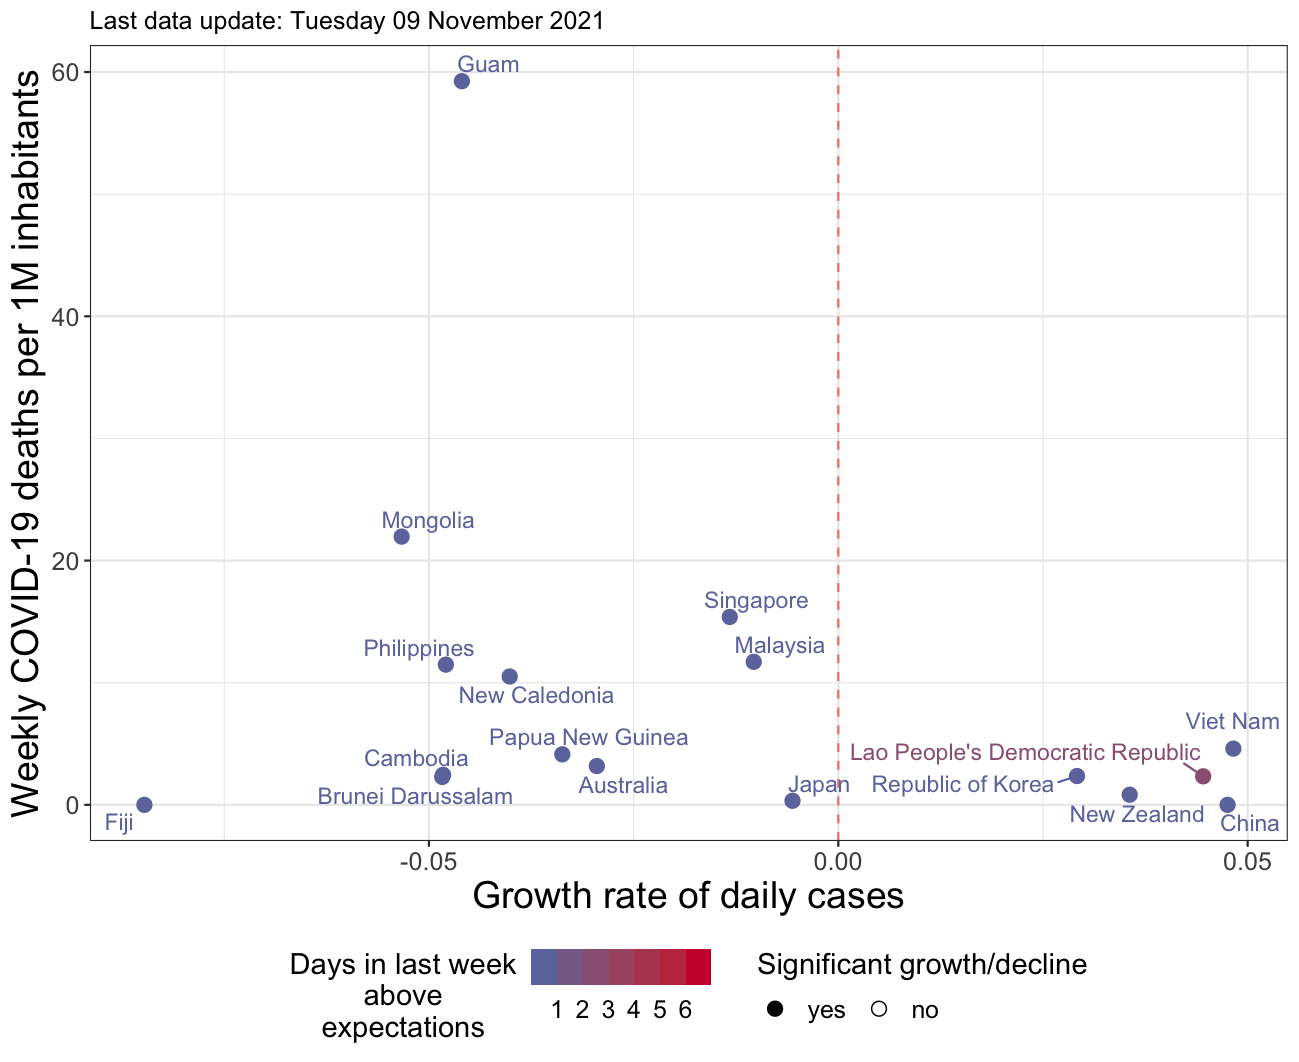 Last data update: Tuesday 09 November 2021
Weekly COVID-19 deaths per 1M inhabitants
60
40
20
0
Guam
Mongolia
Singapore
Malaysia
Philippines
New Caledonia
Papua New Guinea
Viet Nam
Cambodia
Lao People's Democratic Republic
Australia
Japan
Republic of Korea
Brunei Darussalam
New Zealand
Fiji
China
-0.05
0.00
0.05
Growth rate of daily cases
Days in last week
above
expectations
1 2 3 4 5 6
Significant growth/decline
yes
no